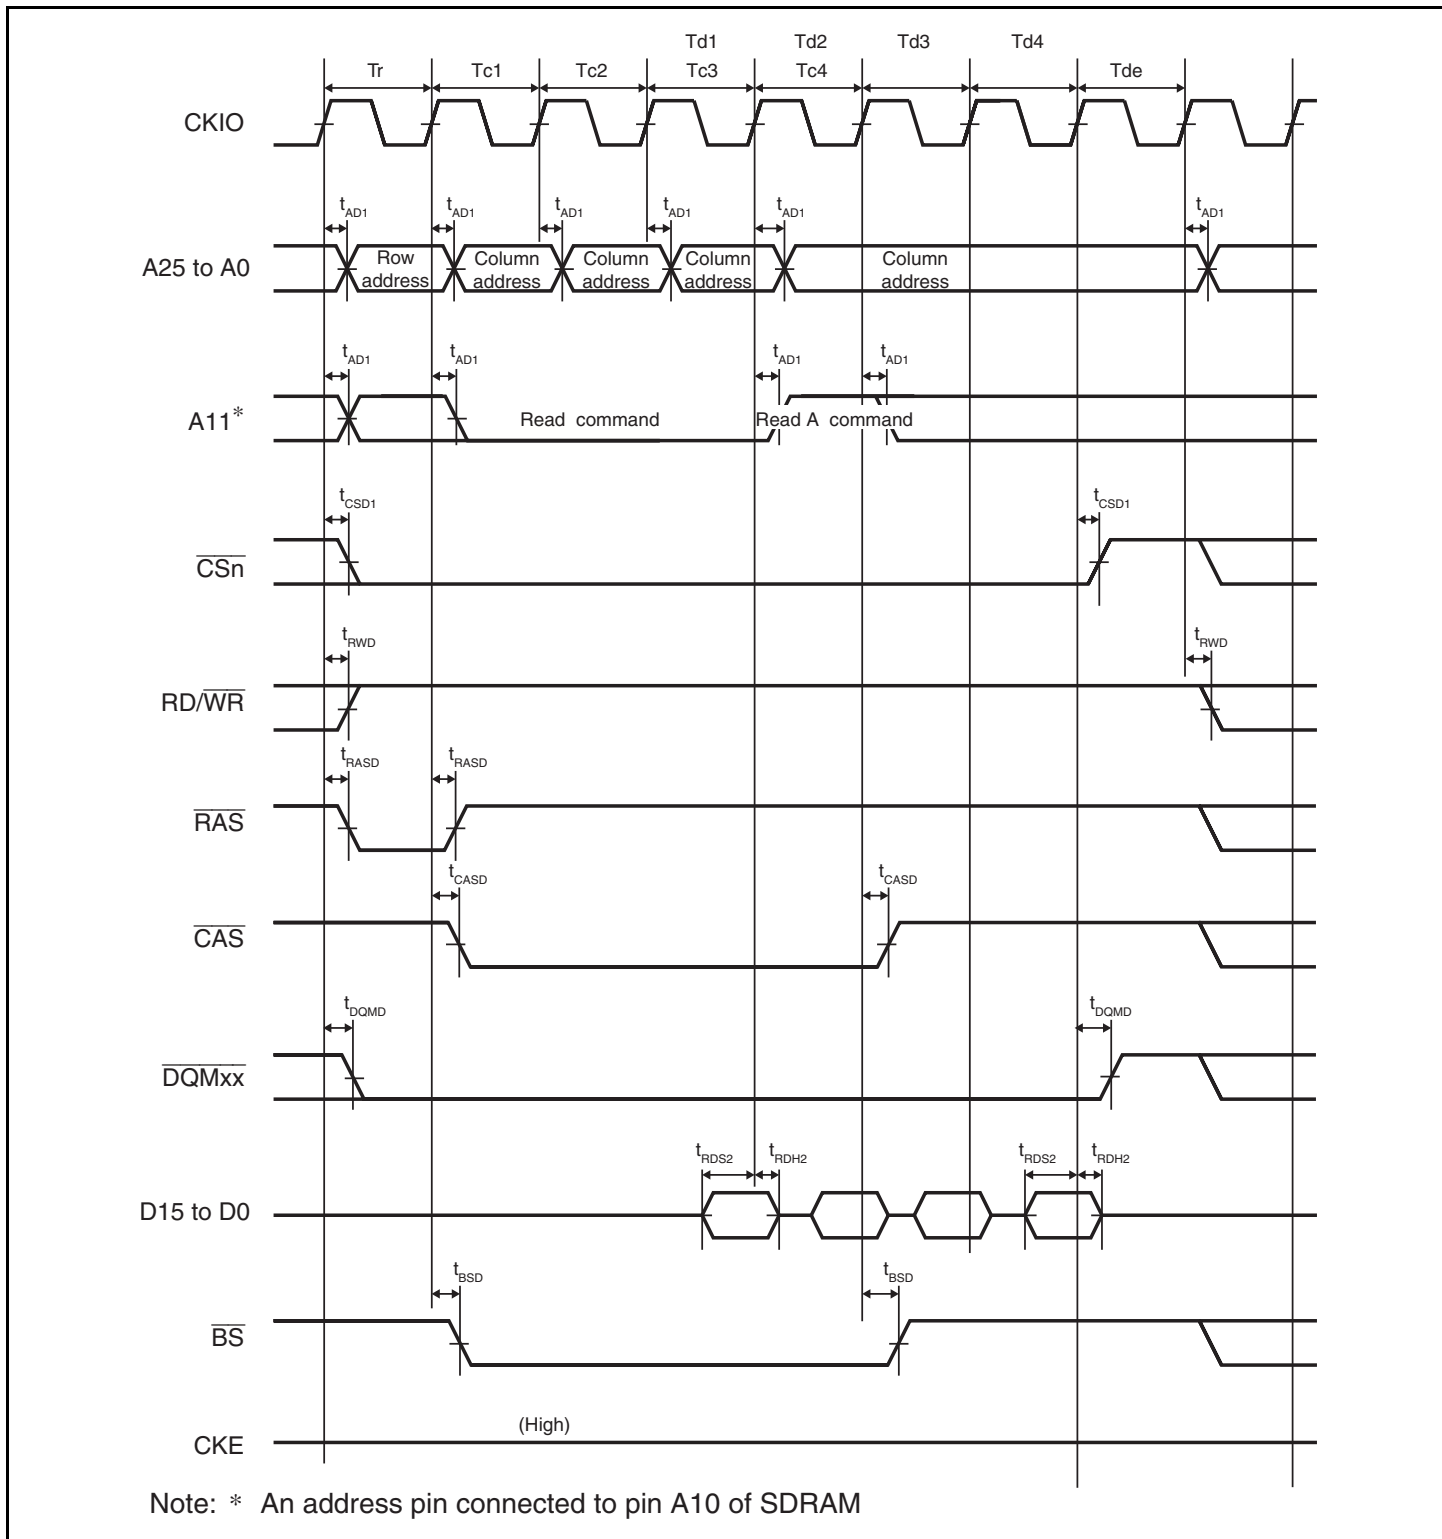 Td1 Td2 Td3 Td4
Tr Tc1 Tc2 Tc3 Tc4 Tde
CKIO
tAD1 tAD1 tAD1 tAD1 tAD1 tAD1
A25 to A0
Row address
Column address
Column address
Column address
Column address
tAD1 tAD1 tAD1 tAD1
A11*
Read command
Read A command
tCSD1 tCSD1
CSn
tRWD tRWD
RD/WR
tRASD tRASD
RAS
tCASD tCASD
CAS
tDQMD tDQMD
DQMxx
tRDS2 tRDH2 tRDS2 tRDH2
D15 to D0
tBSD tBSD
BS
(High)
CKE
Note: * An address pin connected to pin A10 of SDRAM